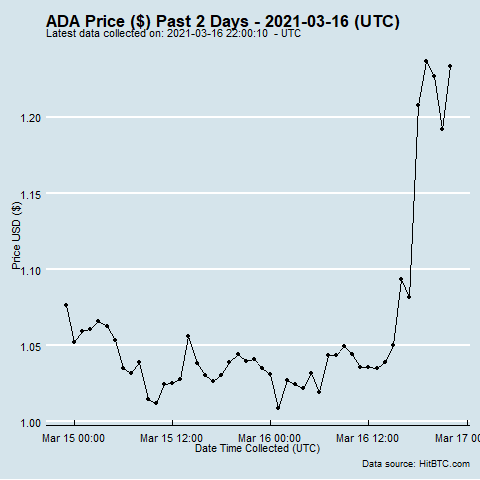 ADA Price ($) Past 2 Days - 2021-03-16 (UTC)
Latest data collected on: 2021-03-16 22:00:10 - UTC
Price USD ($)
1.20
1.15
1.10
1.05
1.00
Mar 15 00:00 Mar 15 12:00 Mar 16 00:00 Mar 16 12:00 Mar 17 0
Date Time Collected (UTC)
Data source: HitBTC.com